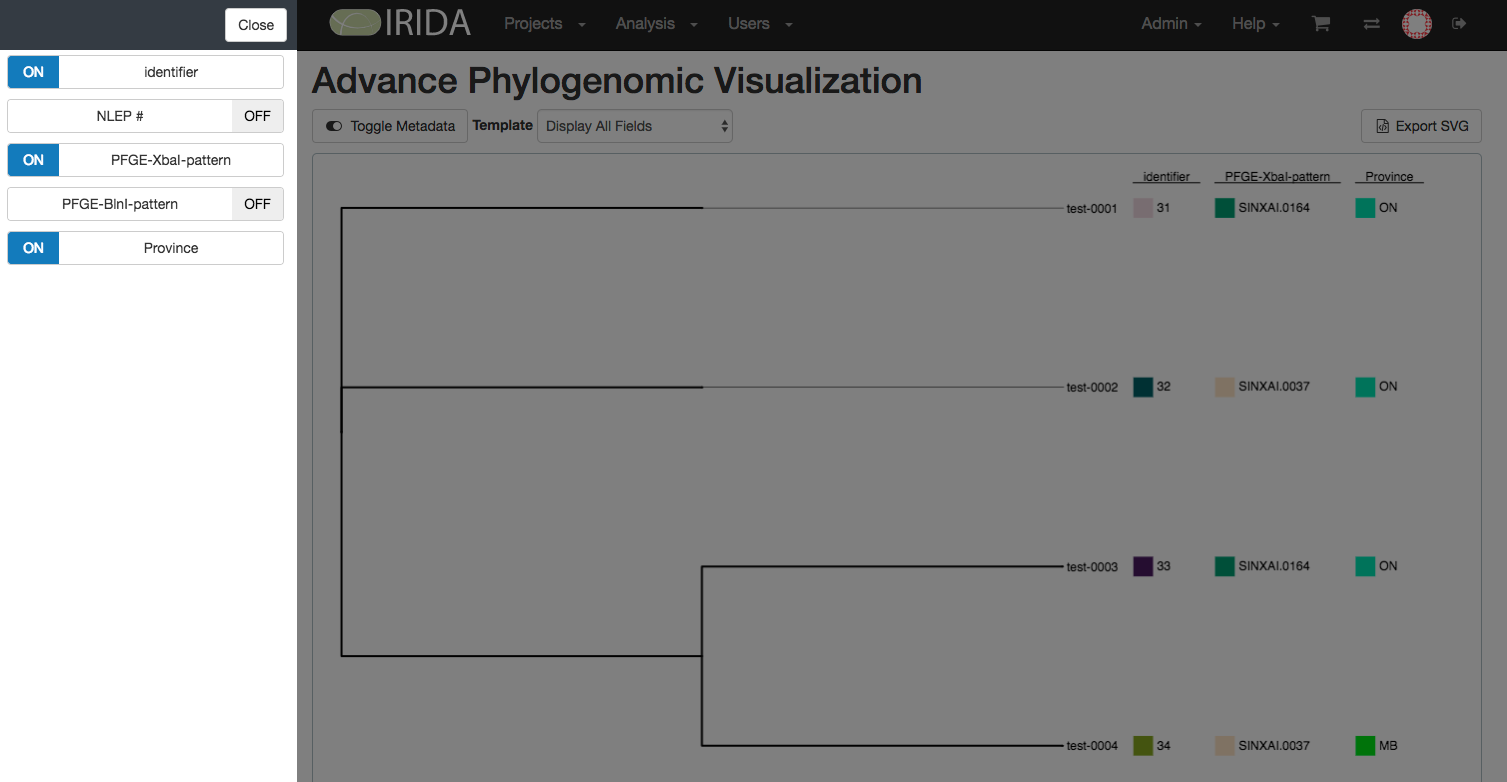 Close
ON identifier
NLEP # OFF
ON PFGE-XbaI-pattern
PFGE-BlnI-pattern OFF
ON Province
IRIDA Projects Analysis Users Admin Help
Advance Phylogenomic Visualization
Toggle Metadata Template Display All Fields Export SVG
identifier PFGE-XbaI-pattern Province
test-0001 31 SINXAI.0164 ON
test-0002 32 SINXAI.0037 ON
test-0003 33 SINXAI.0164 ON
test-0004 34 SINXAI.0037 MB